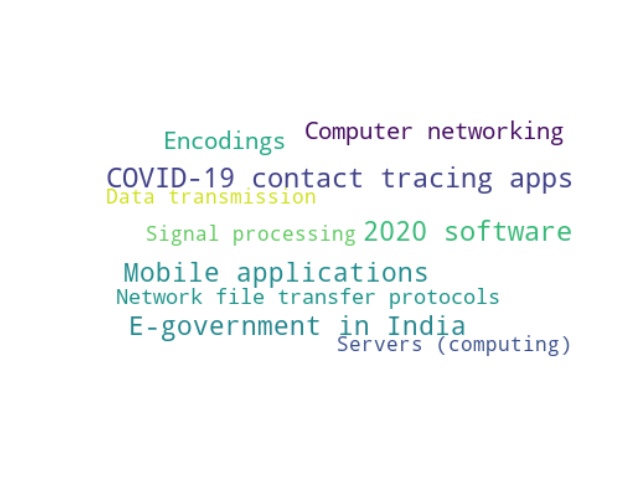 Computer networking
Encodings
COVID-19 contact tracing apps
Data transmission
Signal processing 2020 software
Mobile applications
Network file transfer protocols
E-government in India
Servers (computing)